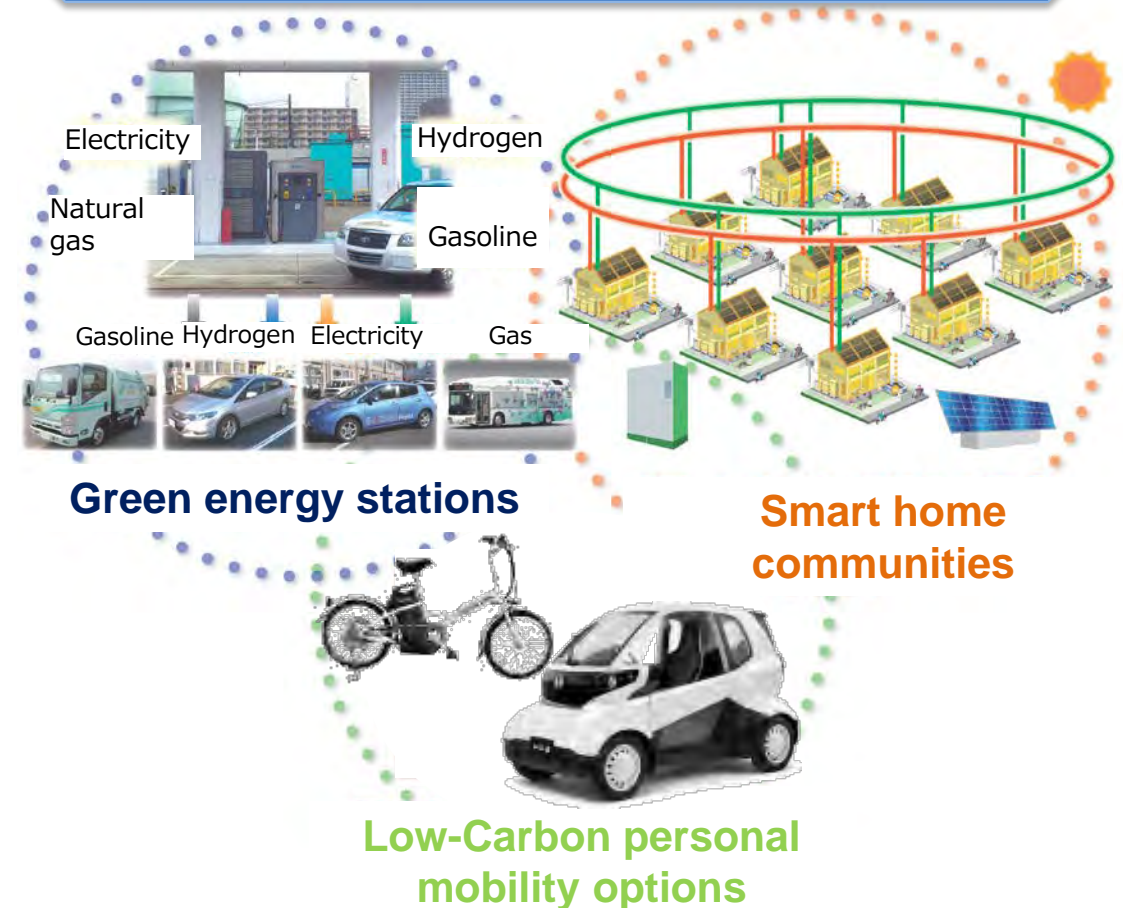 Electricity
Hydrogen
Natural
gas
Gasoline
Gasoline
Hydrogen
Electricity
Gas
Green energy stations
Smart home
communities
Low-Carbon personal
mobility options